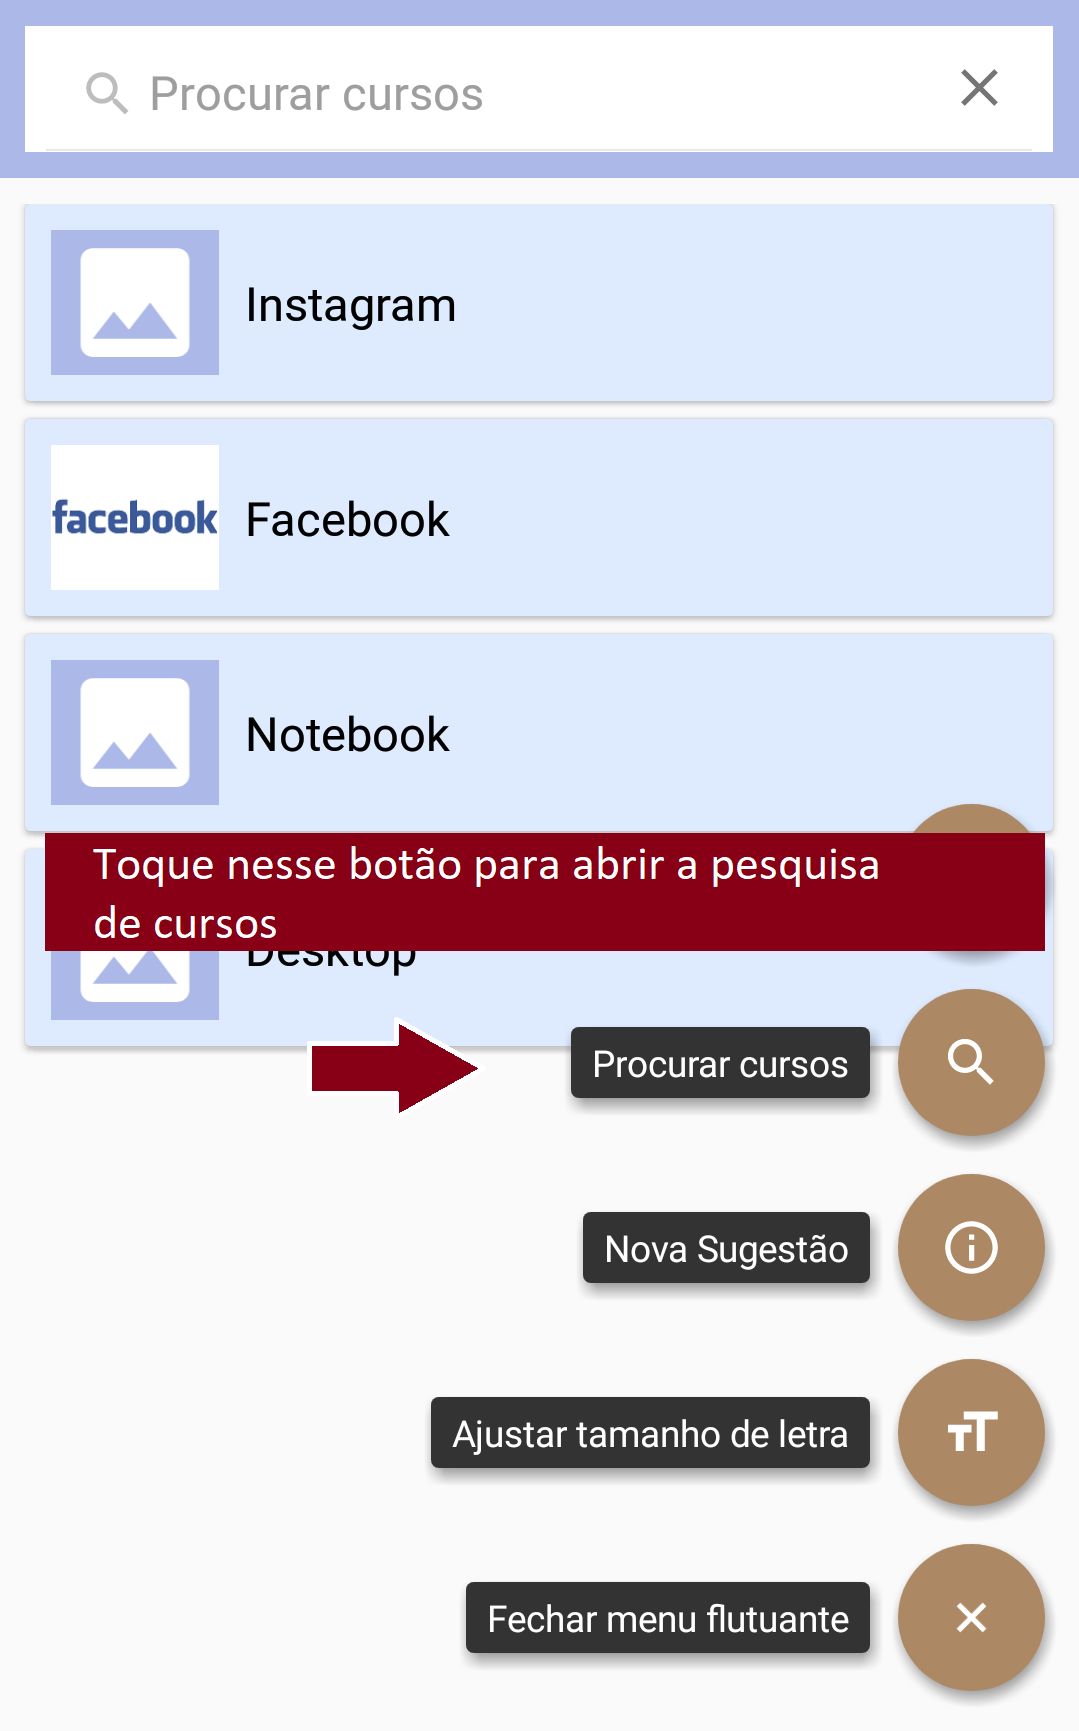 Procurar cursos
Instagram
facebook
Facebook
Notebook
Toque nesse botão para abrir a pesquisa
de cursos
Desktop
Procurar cursos
Nova Sugestão
Ajustar tamanho de letra
Fechar menu flutuante